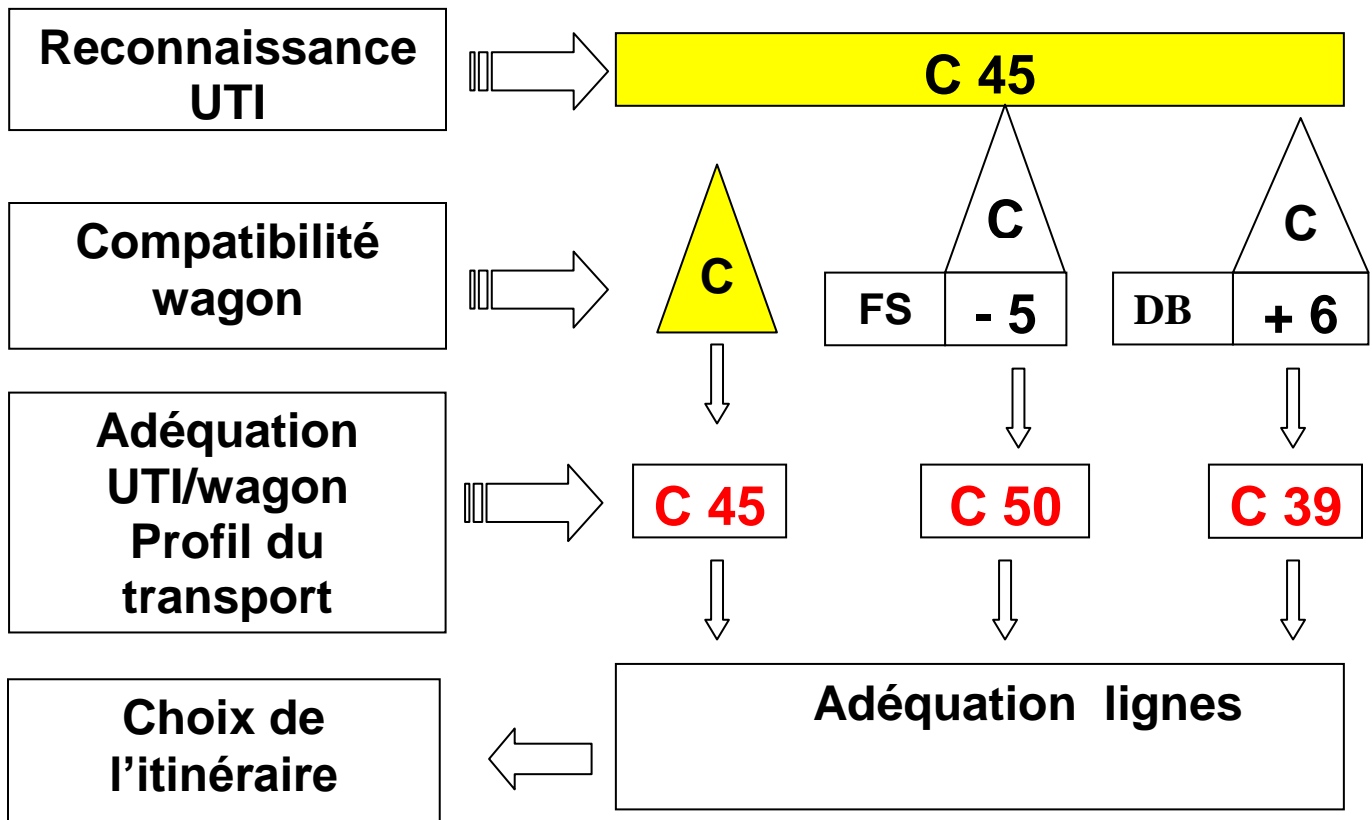 Reconnaissance
UTI
C 45
Compatibilité
wagon
C
C
FS
- 5
C
DB
+ 6
Adéquation
UTI/wagon
Profil du
transport
C 45
C 50
C 39
Choix de
l’itinéraire
Adéquation lignes